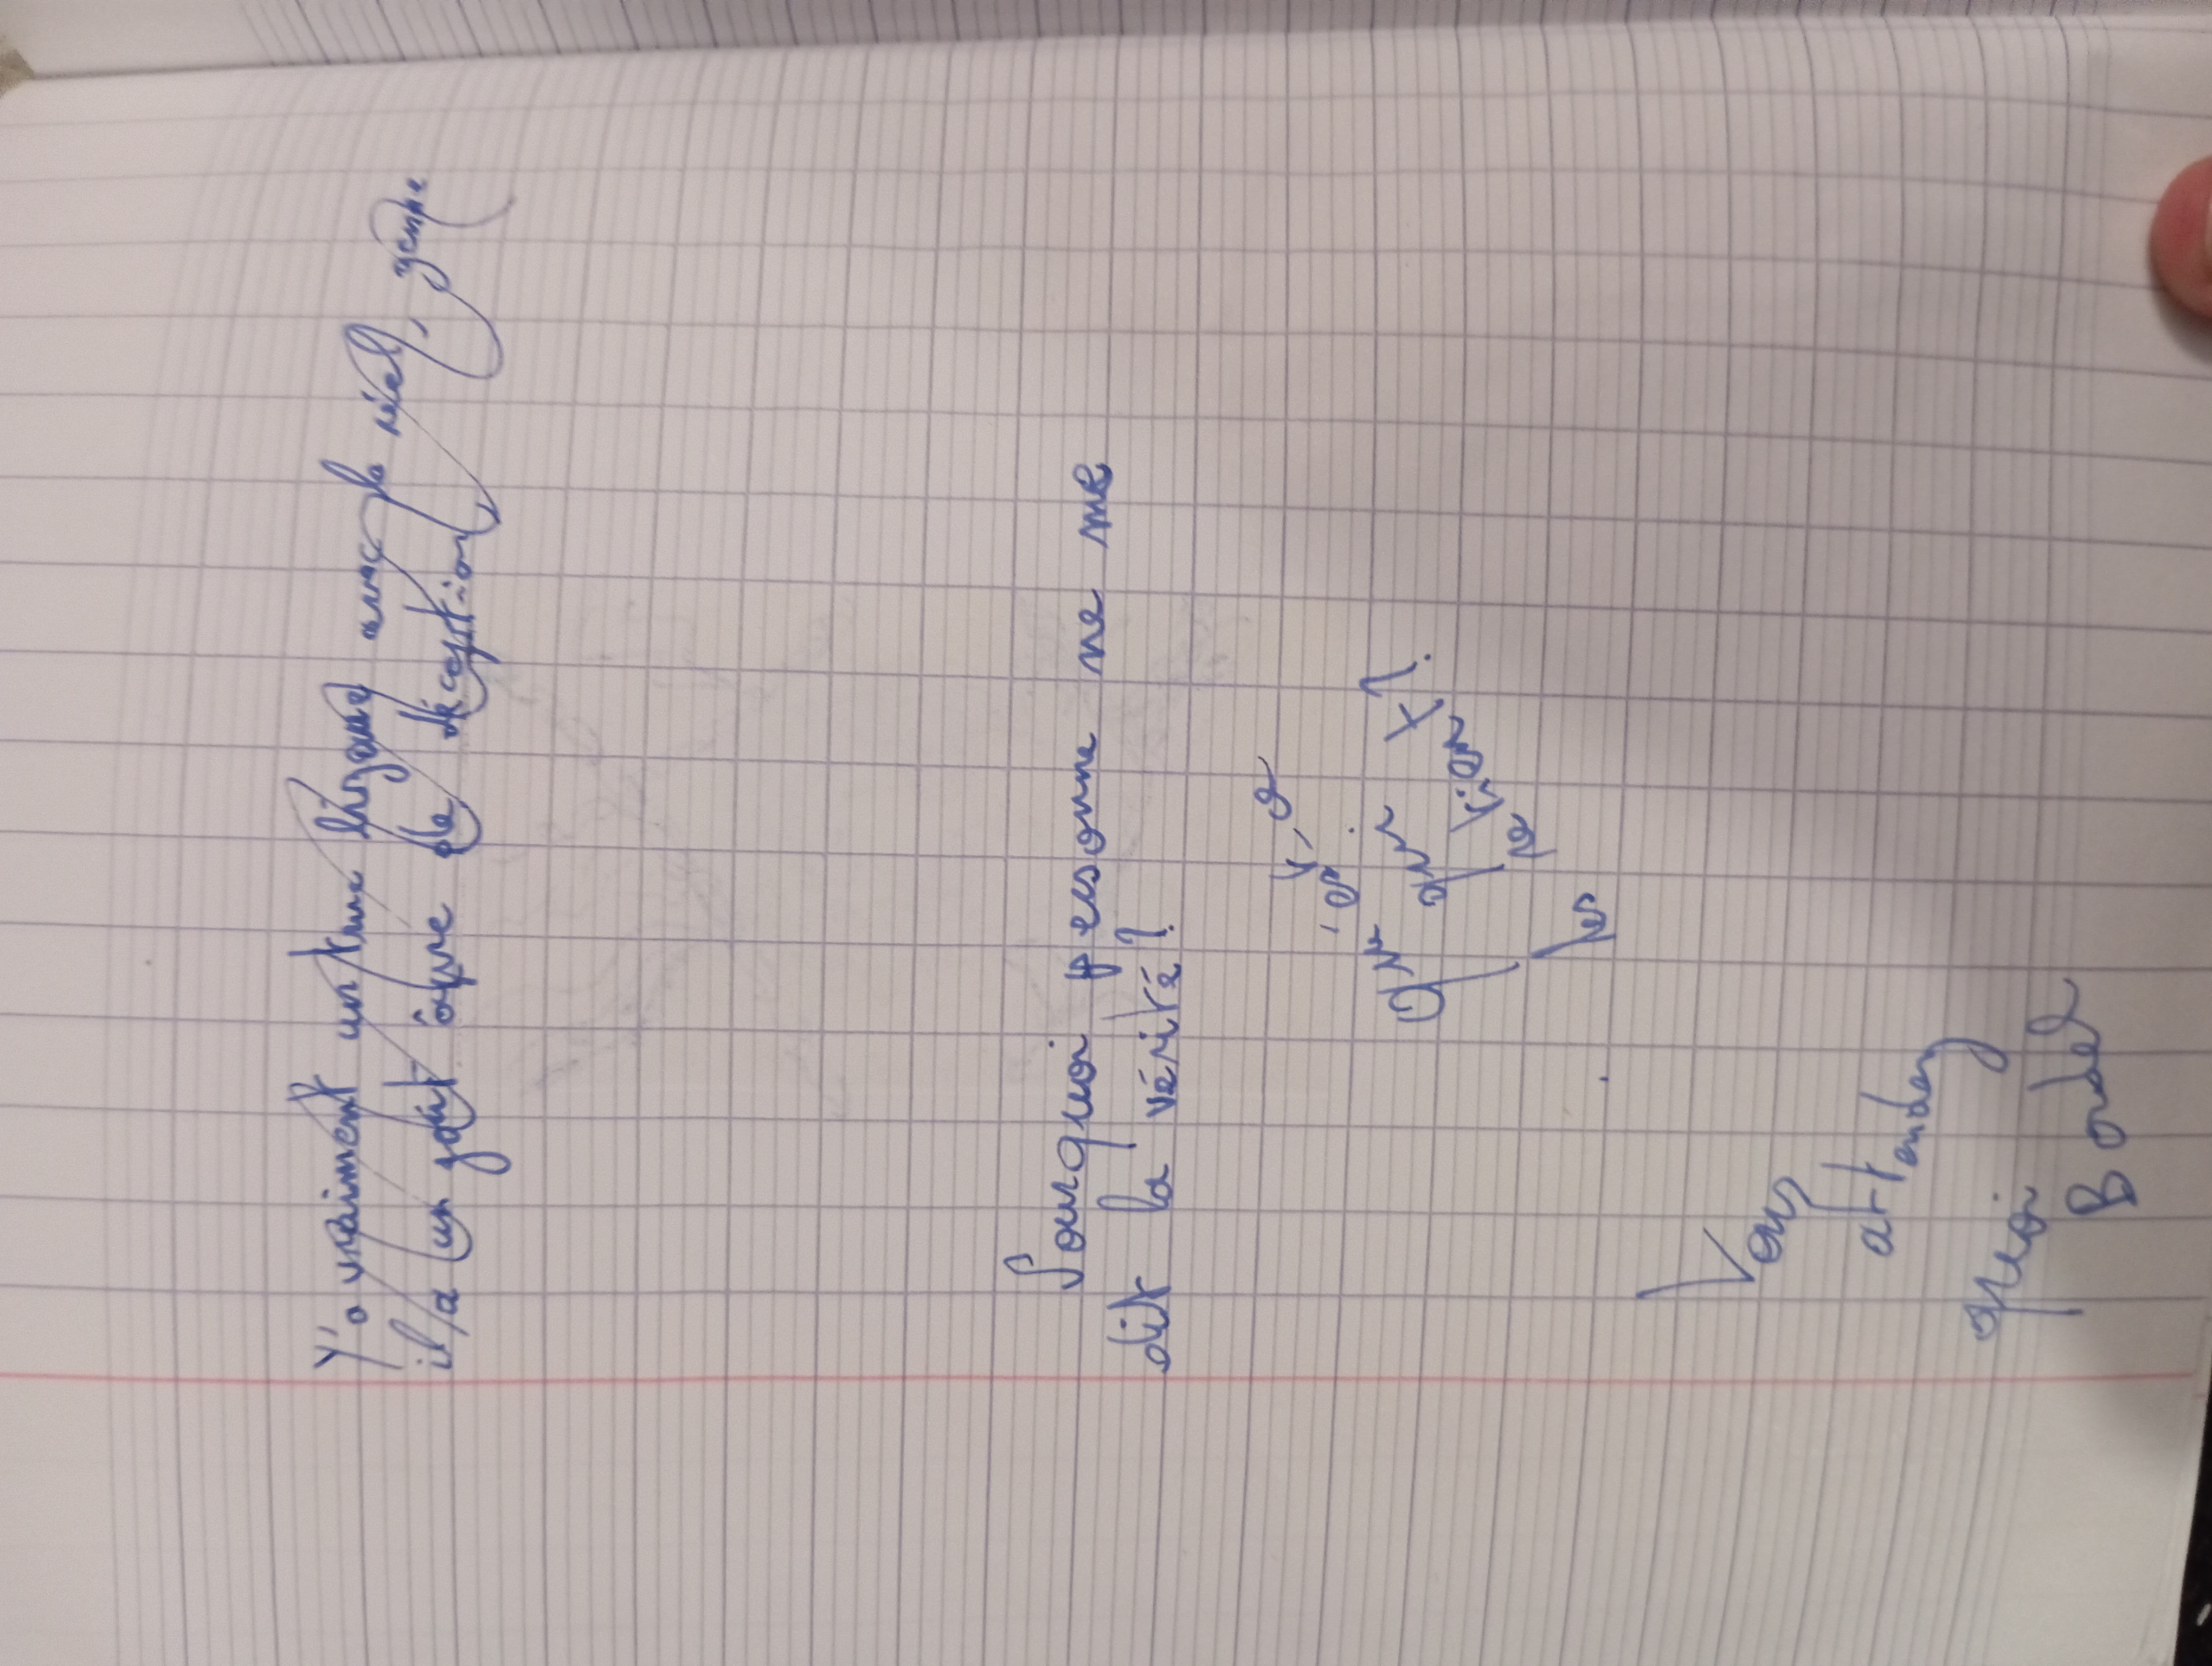 Y'a vraiment un truc bizarre avec le réel, genre
il a un goût âpre de déception
Pourquoi personne ne me
dit la vérité?
Qu'est-ce
qui
les retient?
Vous
attendez
quoi
Bordel